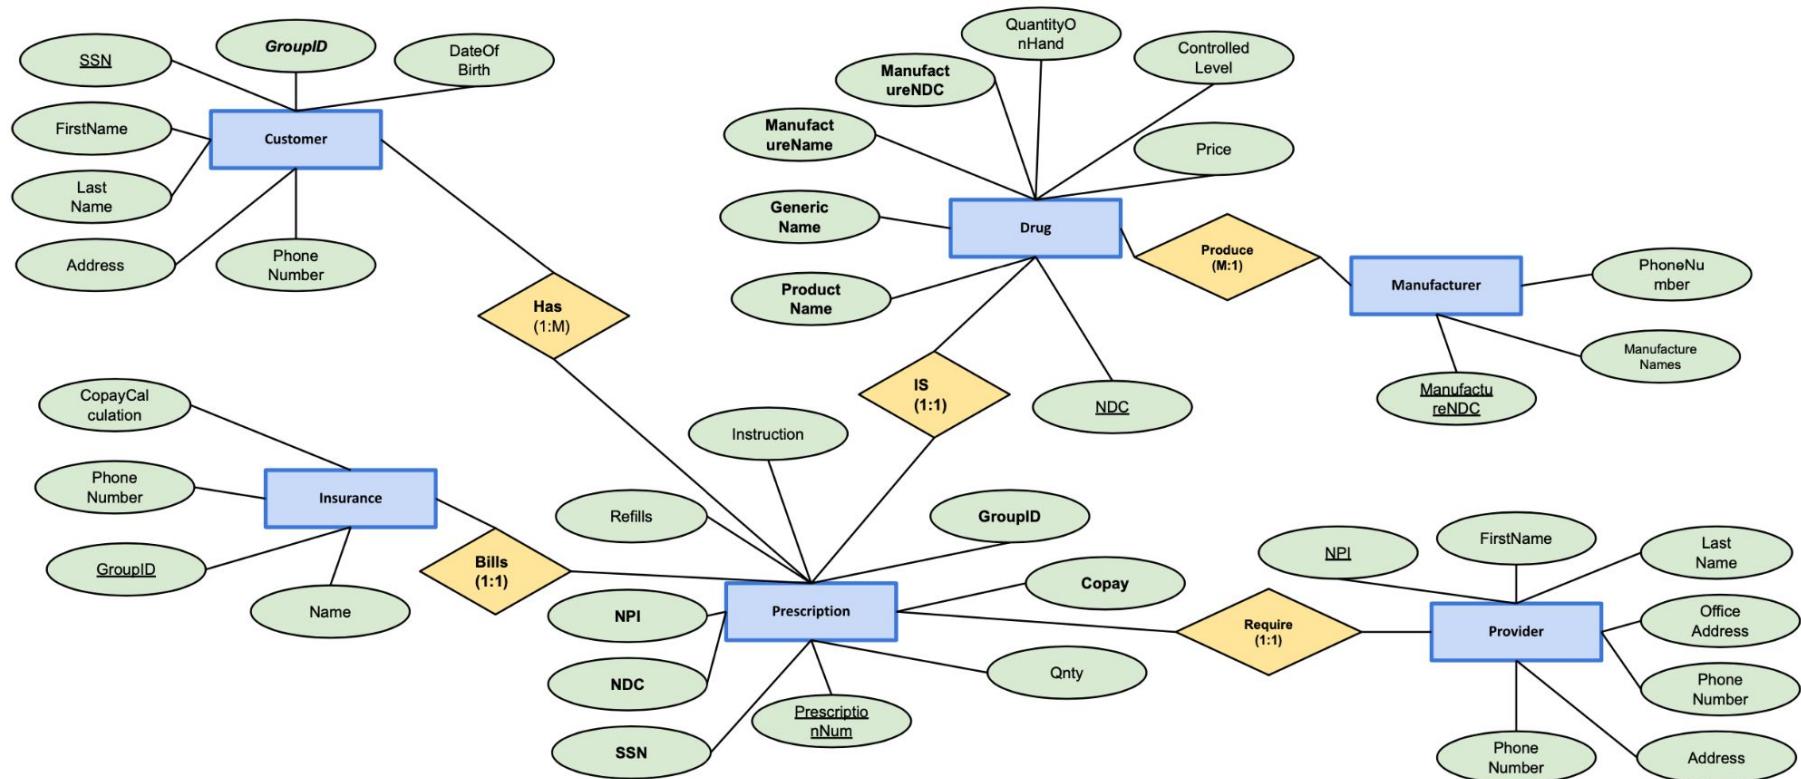 SSN
GroupID
DateOf
Birth
FirstName
Customer
Last
Name
Address
Phone
Number
QuantityO
nHand
Controlled
Level
Manufact
ureNDC
Manufact
ureName
Price
Generic
Name
Drug
Product
Name
Produce
(M:1)
Manufacturer
PhoneNu
mber
Manufacture
Names
Manufactu
reNDC
NDC
Has
(1:M)
IS
(1:1)
CopayCal
culation
Phone
Number
Insurance
GroupID
Name
Bills
(1:1)
Instruction
Refills
GroupID
Copay
NPI
Prescription
NDC
SSN
Prescriptio
nNum
Qnty
Require
(1:1)
NPI
FirstName
Last
Name
Office
Address
Provider
Phone
Number
Phone
Number
Address